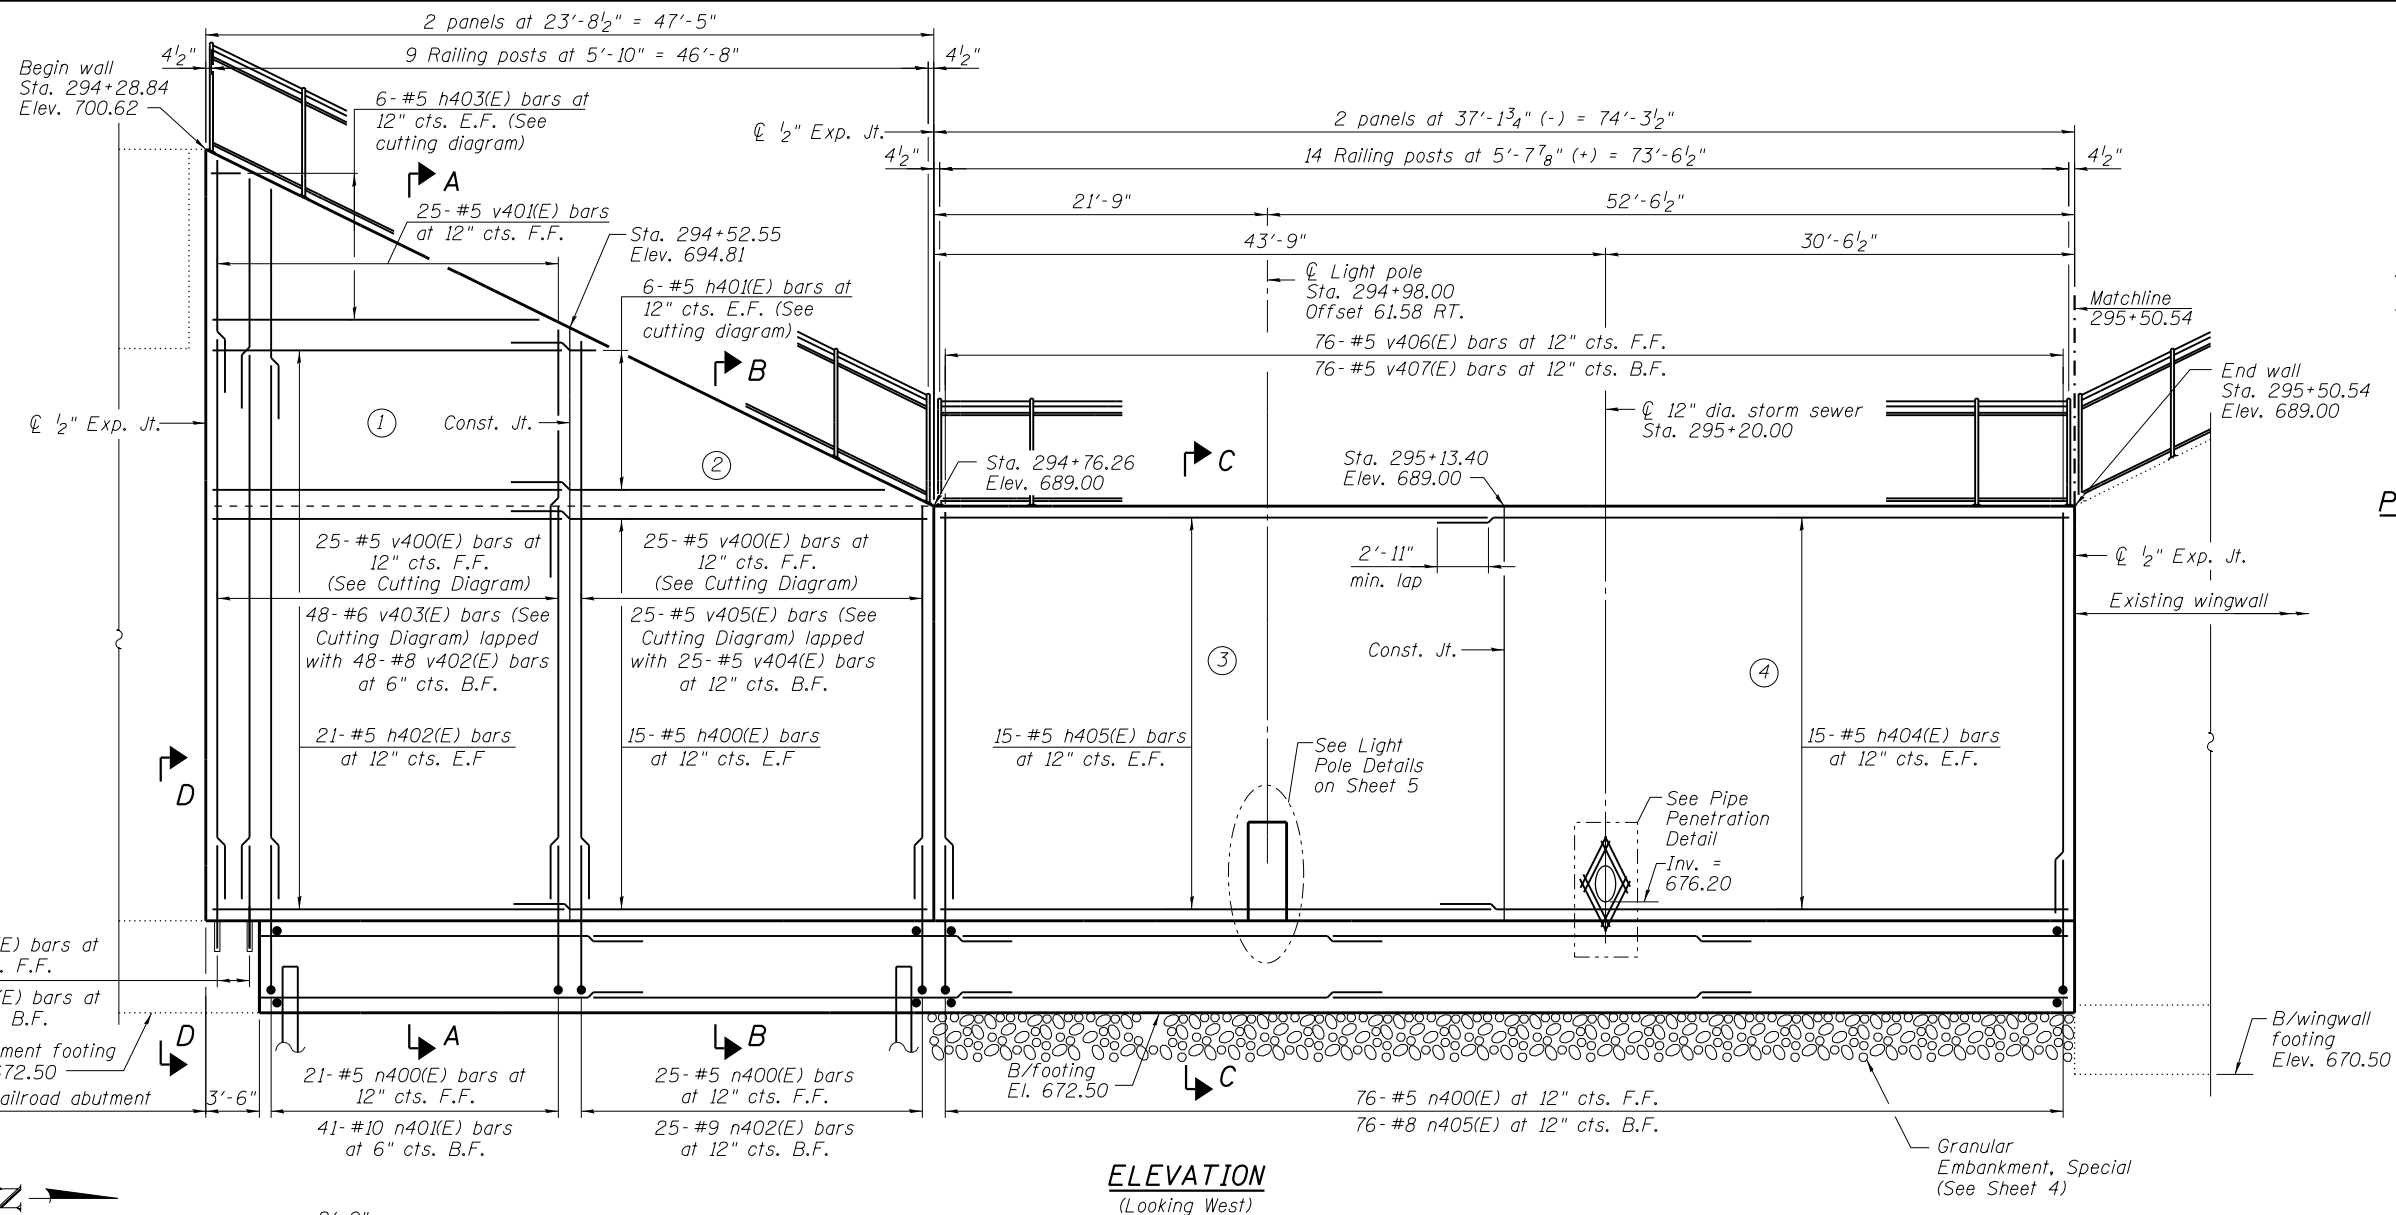 2 panels at 23'-8½" = 47'-5"
4½"
9 Railing posts at 5'-10" = 46'-8"
4½"
Begin wall
Sta. 294+28.84
Elev. 700.62
6-#5 h403(E) bars at
12" cts. E.F. (See
cutting diagram)
℄ ½" Exp. Jt.
2 panels at 37'-1¾" (-) = 74'-3½"
4½"
14 Railing posts at 5'-7⅞" (+) = 73'-6½"
4½"
A
25-#5 v401(E) bars
at 12" cts. F.F.
21'-9"
52'-6½"
Sta. 294+52.55
Elev. 694.81
43'-9"
30'-6½"
6-#5 h401(E) bars at
12" cts. E.F. (See
cutting diagram)
℄ Light pole
Sta. 294+98.00
Offset 61.58 RT.
Matchline
295+50.54
76-#5 v406(E) bars at 12" cts. F.F.
76-#5 v407(E) bars at 12" cts. B.F.
B
End wall
Sta. 295+50.54
Elev. 689.00
℄ ½" Exp. Jt.
1
Const. Jt.
℄ 12" dia. storm sewer
Sta. 295+20.00
2
Sta. 294+76.26
Elev. 689.00
C
Sta. 295+13.40
Elev. 689.00
P
25-#5 v400(E) bars at
12" cts. F.F.
(See Cutting Diagram)
25-#5 v400(E) bars at
12" cts. F.F.
(See Cutting Diagram)
2'-11"
min. lap
℄ ½" Exp. Jt.
Existing wingwall
48-#6 v403(E) bars (See
Cutting Diagram) lapped
with 48-#8 v402(E) bars
at 6" cts. B.F.
25-#5 v405(E) bars (See
Cutting Diagram) lapped
with 25-#5 v404(E) bars
at 12" cts. B.F.
Const. Jt.
3
4
21-#5 h402(E) bars
at 12" cts. E.F
15-#5 h400(E) bars
at 12" cts. E.F
15-#5 h405(E) bars
at 12" cts. E.F.
See Light
Pole Details
on Sheet 5
15-#5 h404(E) bars
at 12" cts. E.F.
D
See Pipe
Penetration
Detail
Inv. =
676.20
E) bars at
. F.F.
(E) bars at
B.F.
D
ment footing
672.50
ailroad abutment
3'-6"
A
B
C
B/footing
El. 672.50
B/wingwall
footing
Elev. 670.50
21-#5 n400(E) bars at
12" cts. F.F.
41-#10 n401(E) bars
at 6" cts. B.F.
25-#5 n400(E) bars
at 12" cts. F.F.
25-#9 n402(E) bars
at 12" cts. B.F.
76-#5 n400(E) at 12" cts. F.F.
76-#8 n405(E) at 12" cts. B.F.
Granular
Embankment, Special
(See Sheet 4)
ELEVATION
(Looking West)
N